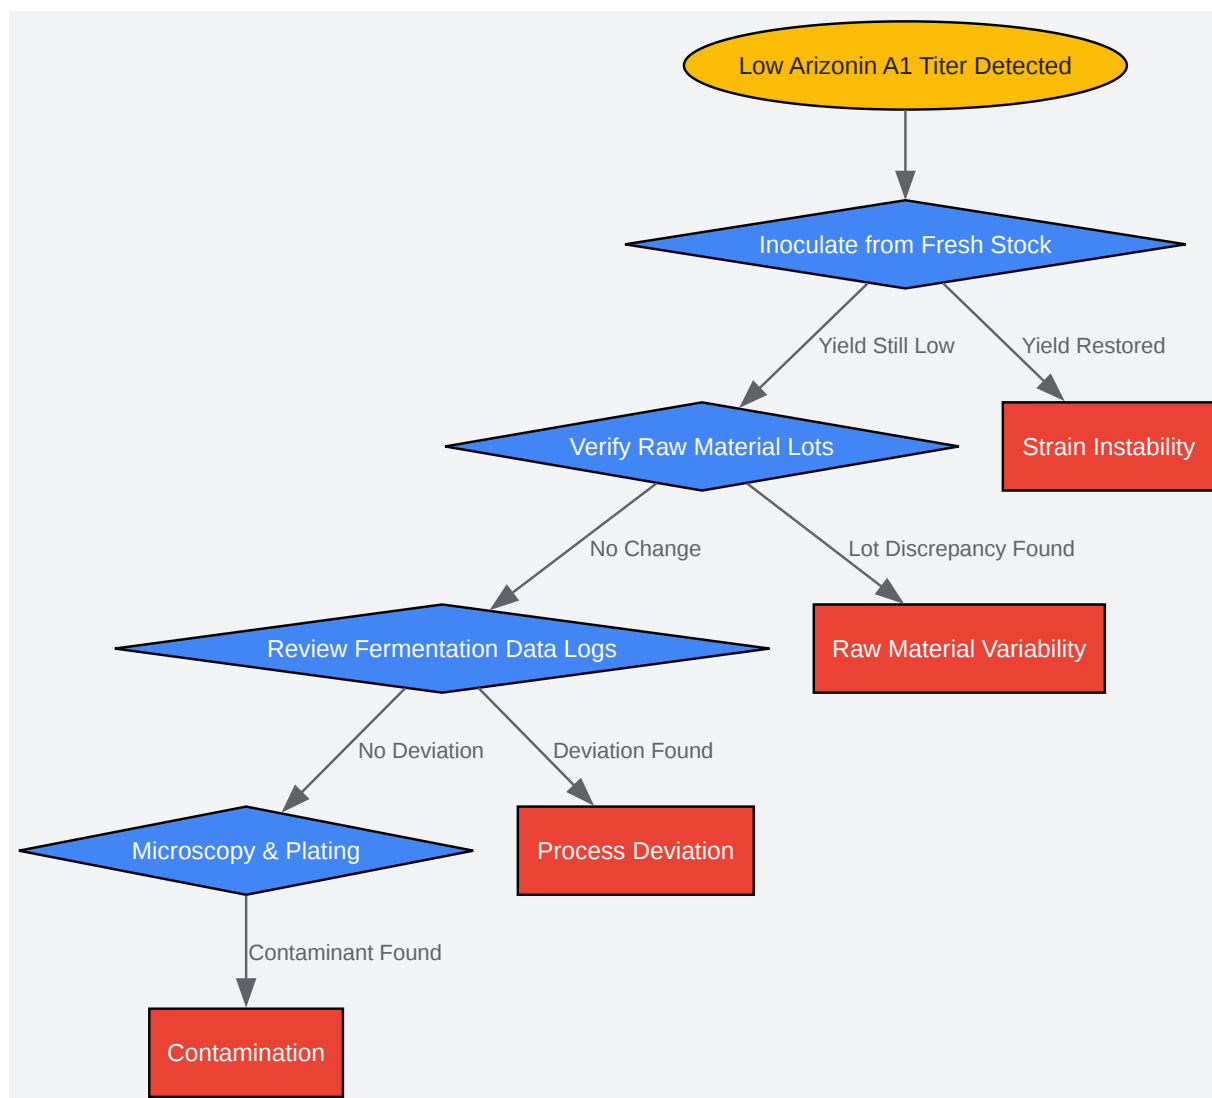 Low Arizonin A1 Titer Detected
Inoculate from Fresh Stock
Yield Still Low
Yield Restored
Verify Raw Material Lots
Strain Instability
No Change
Lot Discrepancy Found
Review Fermentation Data Logs
Raw Material Variability
No Deviation
Deviation Found
Microscopy & Plating
Process Deviation
Contaminant Found
Contamination